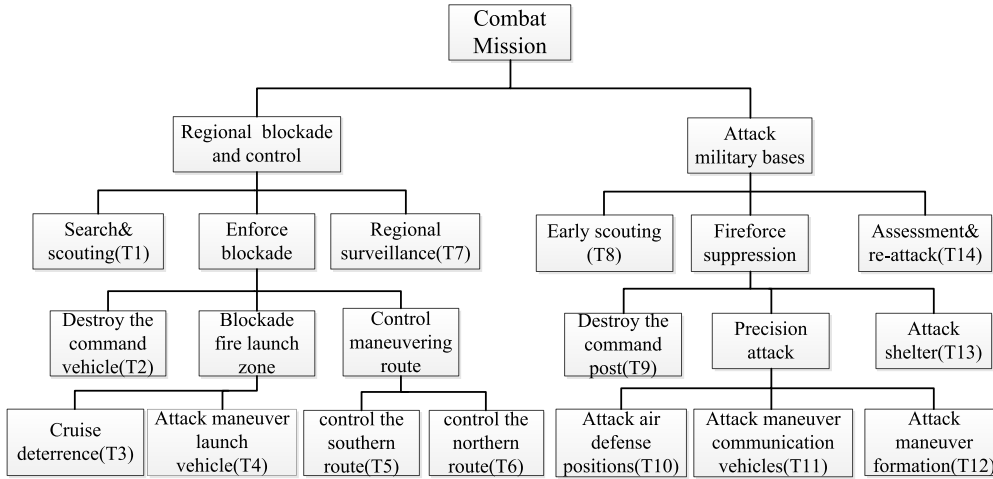 Combat
Mission
Regional blockade
and control
Attack
military bases
Search&
scouting(T1)
Enforce
blockade
Regional
surveillance(T7)
Early scouting
(T8)
Fireforce
suppression
Assessment&
re-attack(T14)
Destroy the
command
vehicle(T2)
Blockade
fire launch
zone
Control
maneuvering
route
Destroy the
command
post(T9)
Precision
attack
Attack
shelter(T13)
Cruise
deterrence(T3)
Attack maneuver
launch
vehicle(T4)
control the
southern
route(T5)
control the
northern
route(T6)
Attack air
defense
positions(T10)
Attack maneuver
communication
vehicles(T11)
Attack
maneuver
formation(T12)